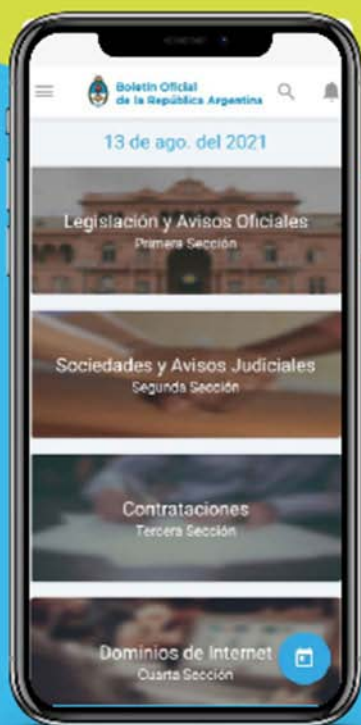 Boletín Oficial
de la República Argentina
13 de ago. del 2021
Legislación y Avisos Oficiales
Primera Sección
Sociedades y Avisos Judiciales
Segunda Sección
Contrataciones
Tercera Sección
Dominios de Internet
Cuarta Sección